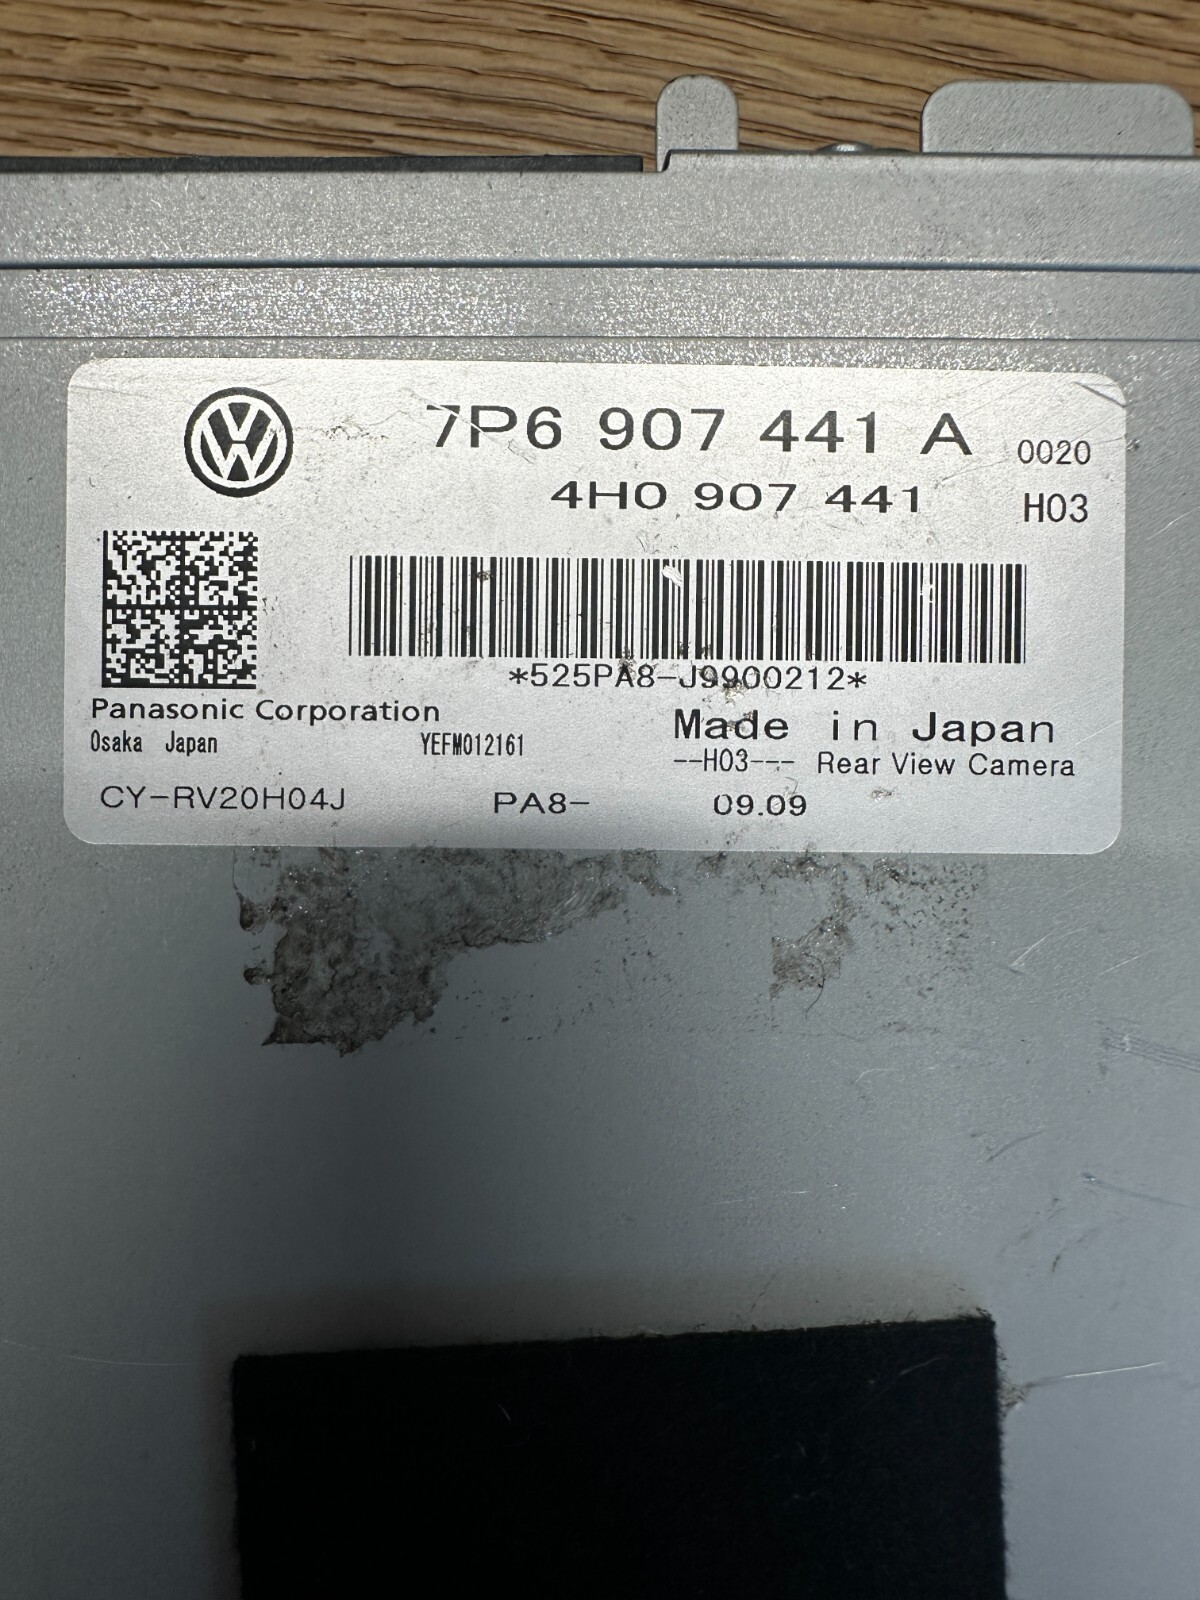 7P6 907 441 A 0020
4H0 907 441 H03
*525PA8-J9900212*
Panasonic Corporation
Osaka Japan YEFM012161
Made in Japan
--H03--- Rear View Camera
CY-RV20H04J PA8- 09.09